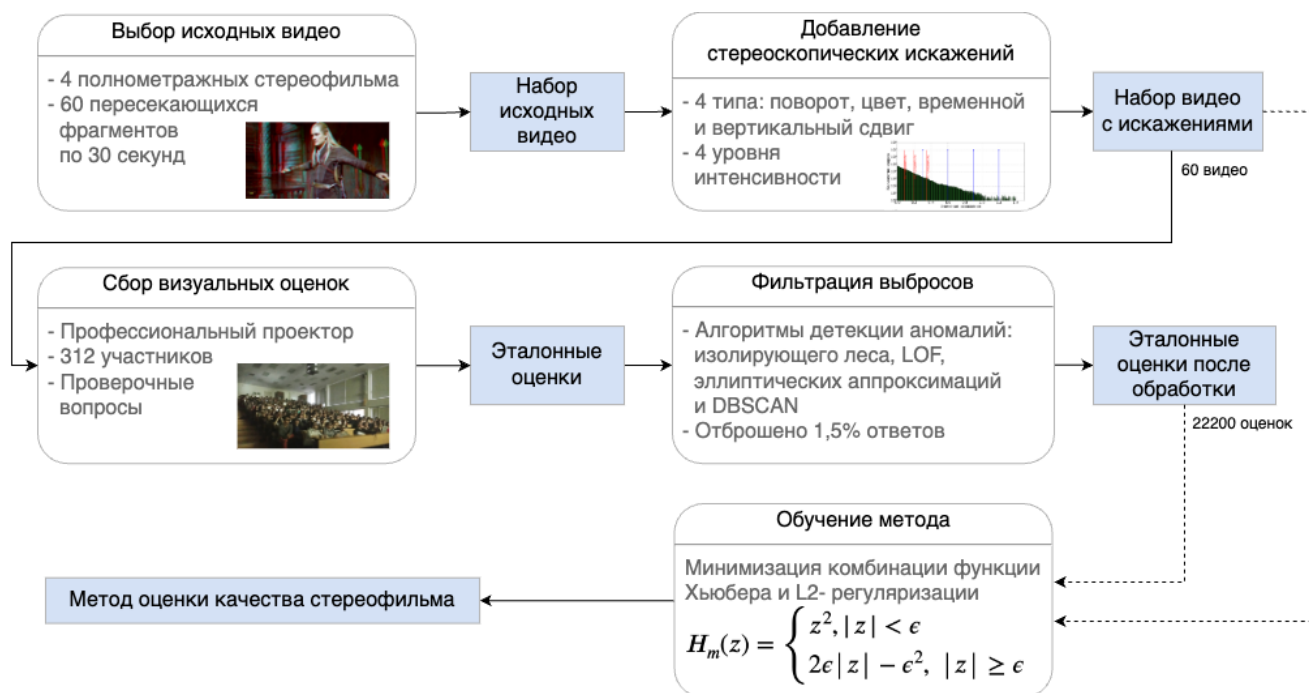 Выбор исходных видео
- 4 полнометражных стереофильма
- 60 пересекающихся
фрагментов
по 30 секунд
Набор
исходных
видео
Добавление
стереоскопических искажений
- 4 типа: поворот, цвет, временной
и вертикальный сдвиг
- 4 уровня
интенсивности
Набор видео
с искажениями
60 видео
Сбор визуальных оценок
- Профессиональный проектор
- 312 участников
- Проверочные
вопросы
Эталонные
оценки
Фильтрация выбросов
- Алгоритмы детекции аномалий:
изолирующего леса, LOF,
эллиптических аппроксимаций
и DBSCAN
- Отброшено 1,5% ответов
Эталонные
оценки после
обработки
22200 оценок
Обучение метода
Минимизация комбинации функции
Хьюбера и L2- регуляризации
H_m(z) = { z², |z| < ϵ
2ϵ|z| − ϵ², |z| ≥ ϵ
Метод оценки качества стереофильма